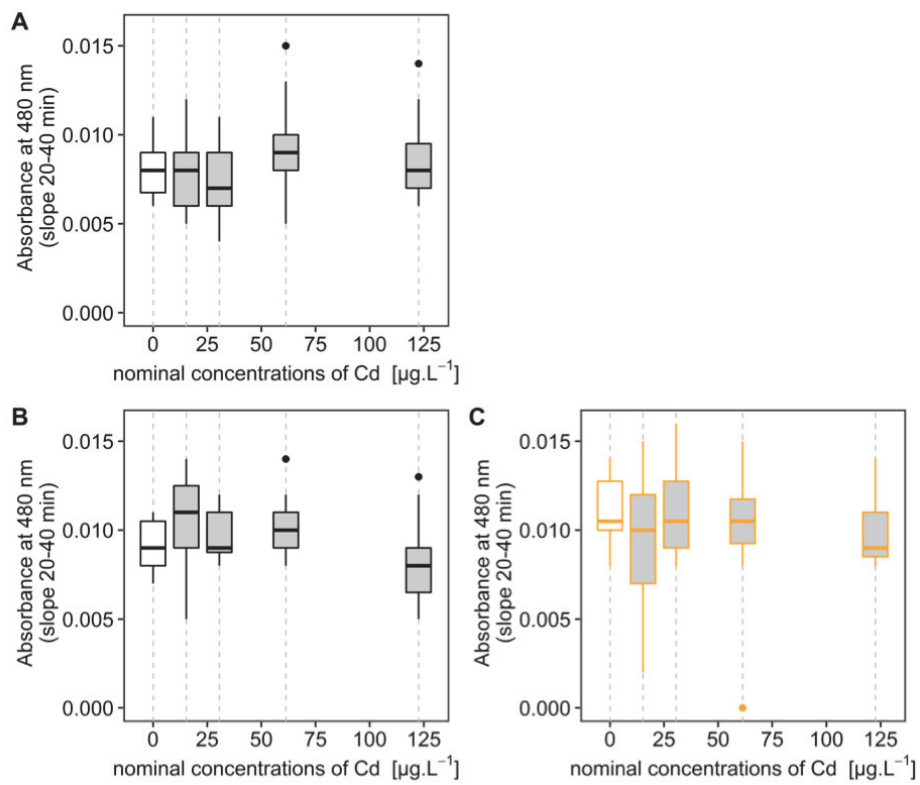 A
Absorbance at 480 nm
(slope 20-40 min)
0.015
0.010
0.005
0.000
0 25 50 75 100 125
nominal concentrations of Cd [µg.L⁻¹]
B
Absorbance at 480 nm
(slope 20-40 min)
0.015
0.010
0.005
0.000
0 25 50 75 100 125
nominal concentrations of Cd [µg.L⁻¹]
C
Absorbance at 480 nm
(slope 20-40 min)
0.015
0.010
0.005
0.000
0 25 50 75 100 125
nominal concentrations of Cd [µg.L⁻¹]